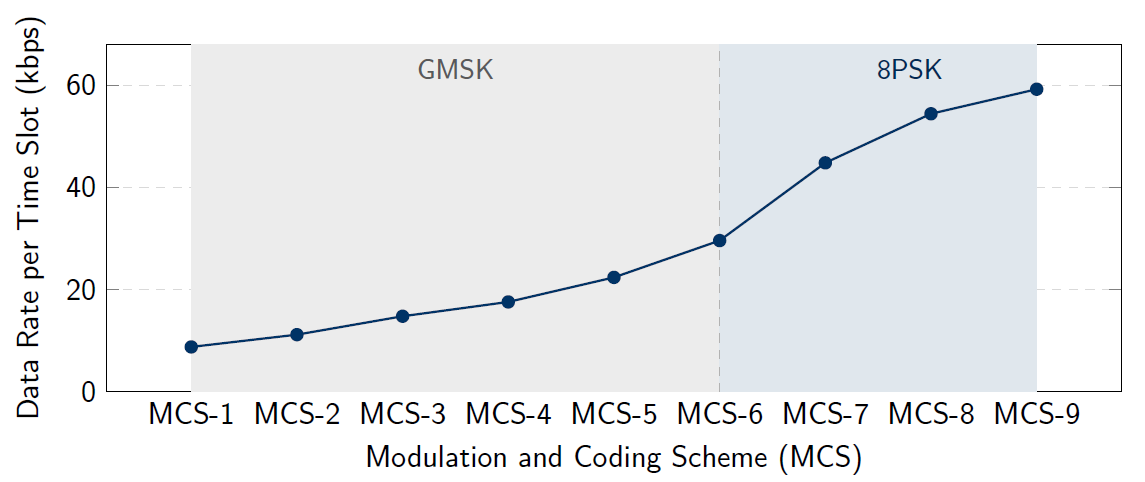 Data Rate per Time Slot (kbps)
60
40
20
0
GMSK
8PSK
MCS-1 MCS-2 MCS-3 MCS-4 MCS-5 MCS-6 MCS-7 MCS-8 MCS-9
Modulation and Coding Scheme (MCS)